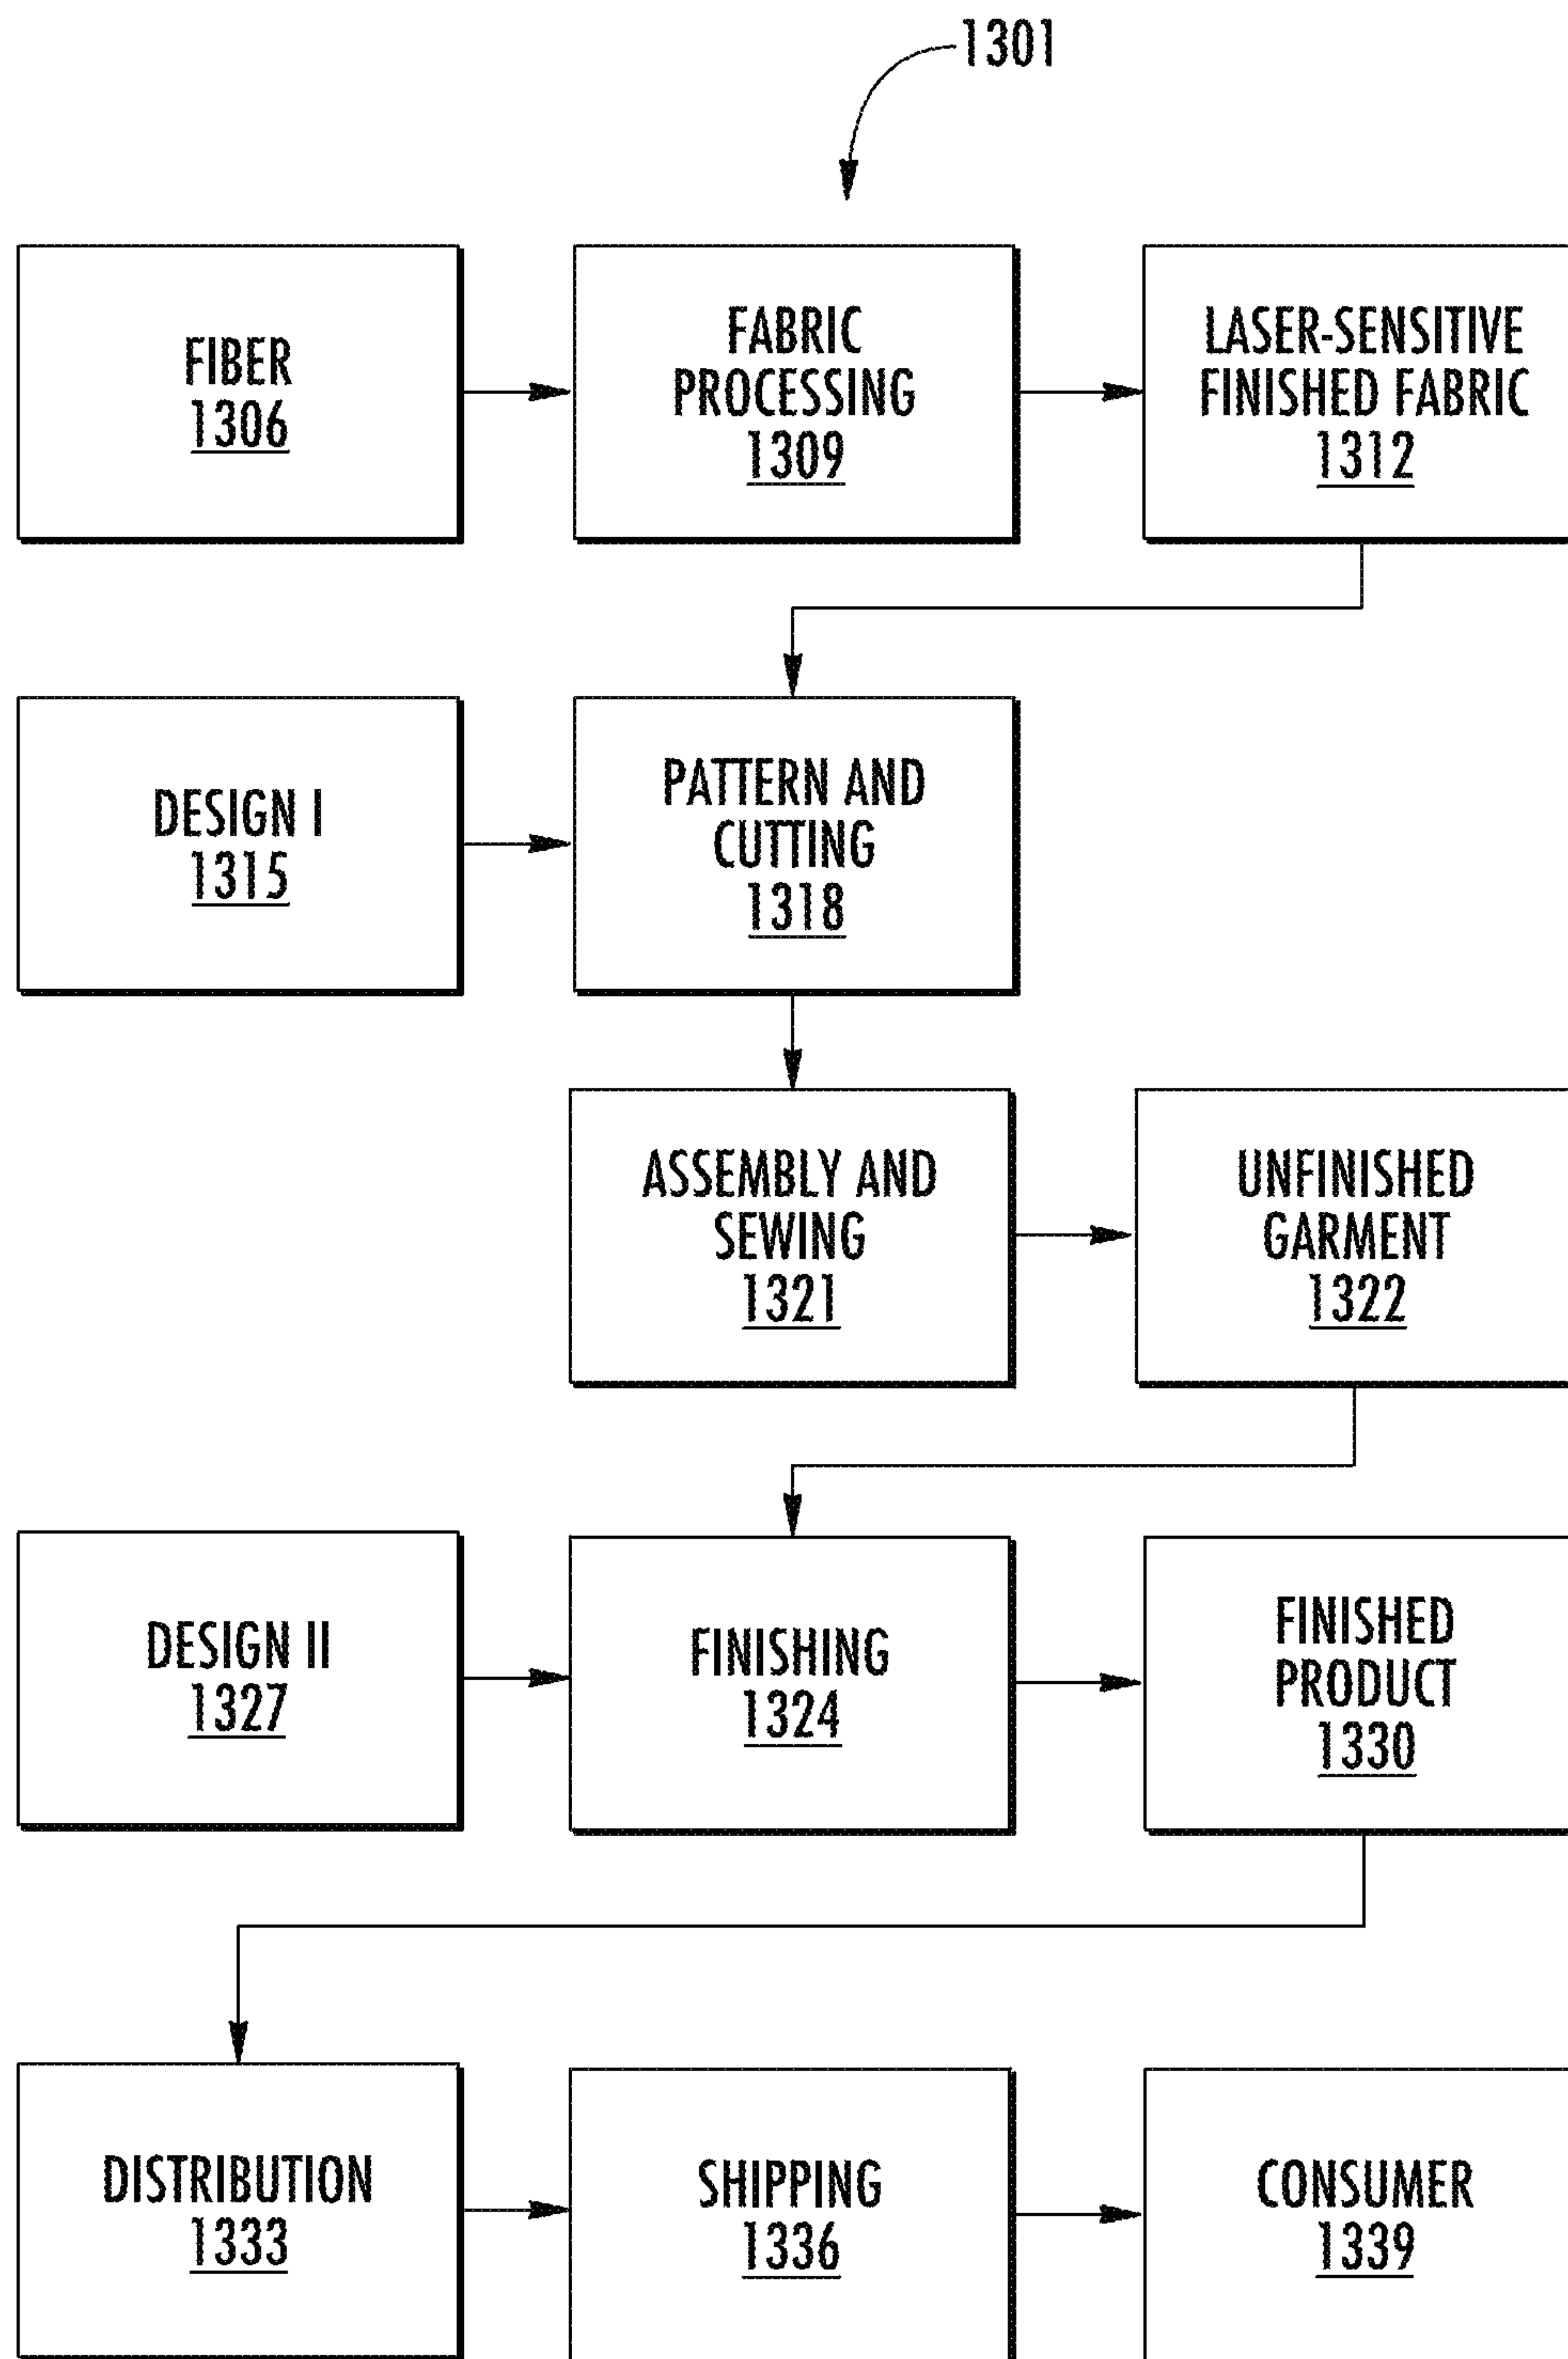 1301
FIBER
1306
FABRIC
PROCESSING
1309
LASER-SENSITIVE
FINISHED FABRIC
1312
DESIGN I
1315
PATTERN AND
CUTTING
1318
ASSEMBLY AND
SEWING
1321
UNFINISHED
GARMENT
1322
DESIGN II
1327
FINISHING
1324
FINISHED
PRODUCT
1330
DISTRIBUTION
1333
SHIPPING
1336
CONSUMER
1339